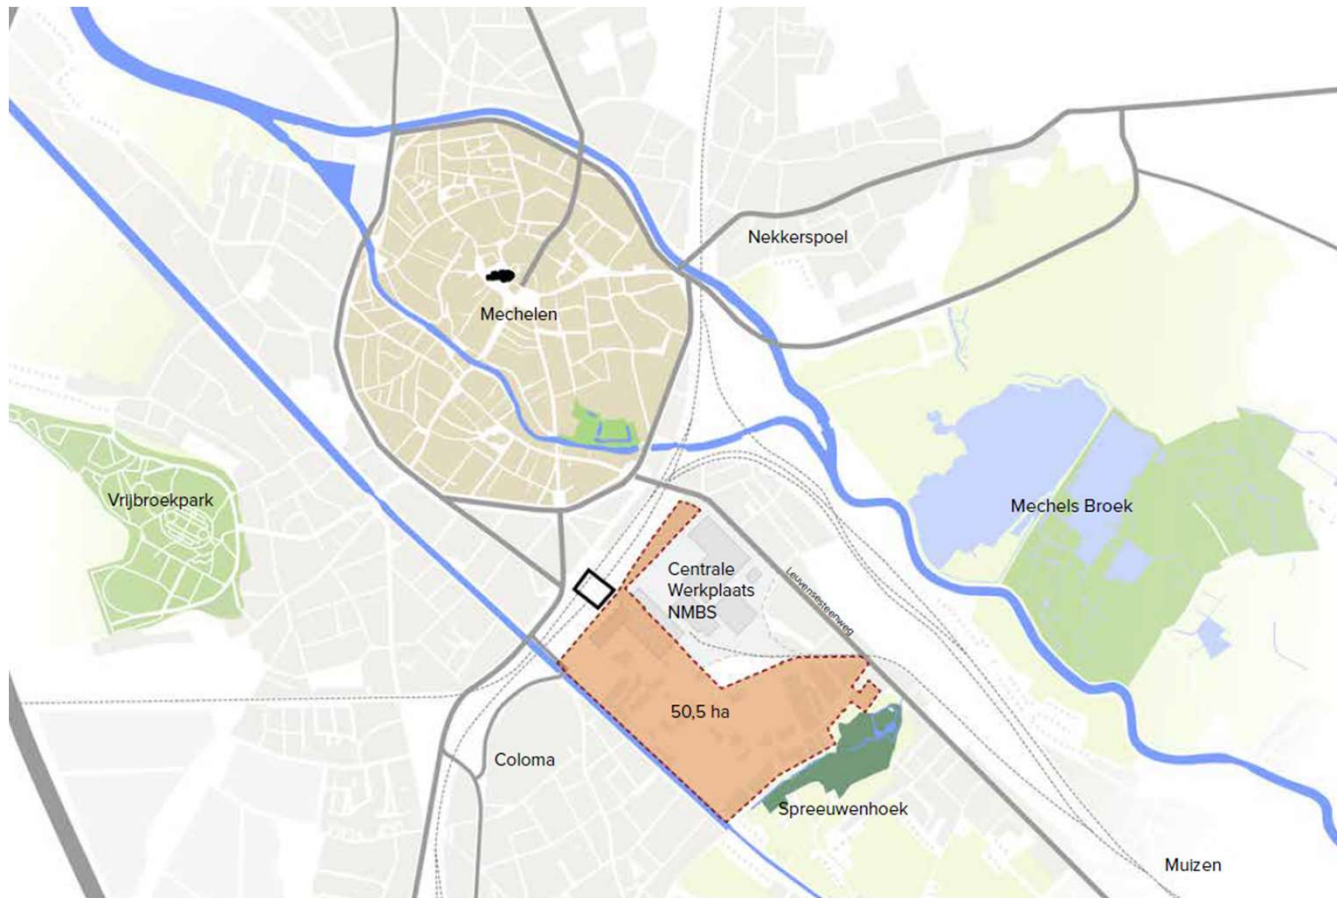 Nekkerspoel
Mechelen
Vrijbroekpark
Mechels Broek
Centrale
Werkplaats
NMBS
Leuvensesteenweg
50,5 ha
Coloma
Spreeuwenhoek
Muizen